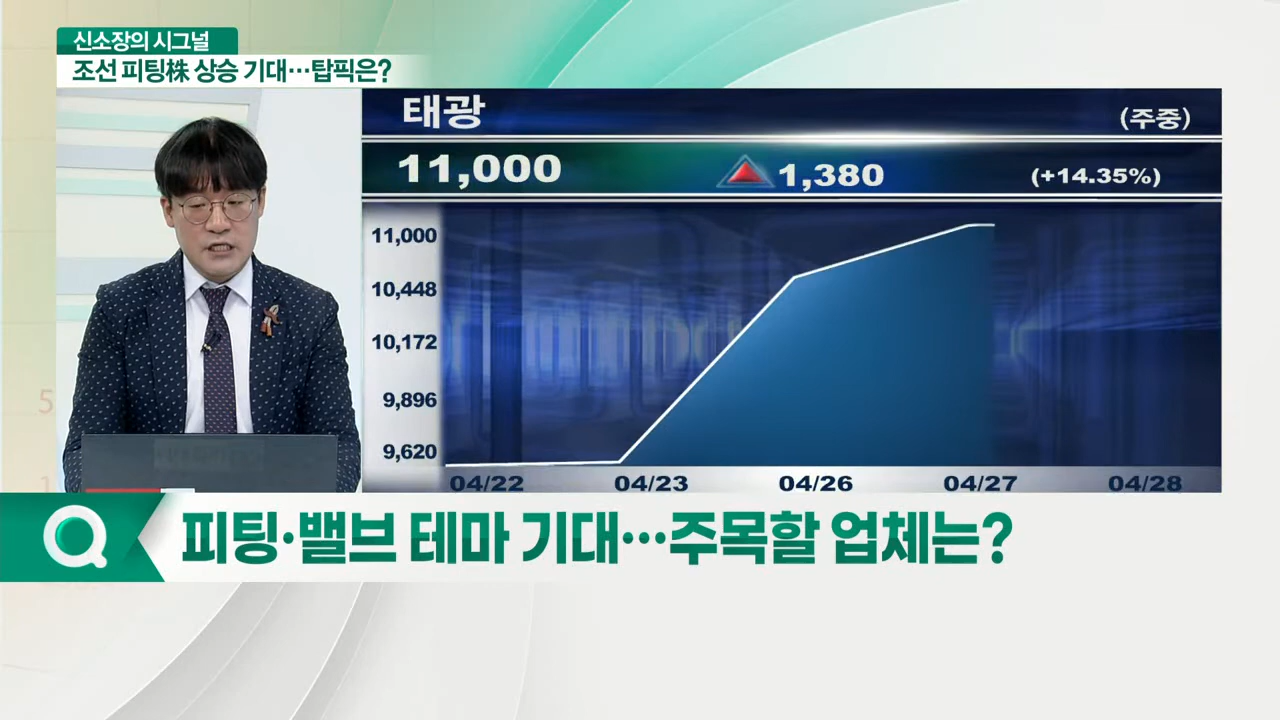 신소장의 시그널
조선 피팅株 상승 기대…탑픽은?
태광
(주중)
11,000
1,380
(+14.35%)
11,000
10,448
10,172
9,896
9,620
04/22 04/23 04/26 04/27 04/28
Q
피팅·밸브 테마 기대…주목할 업체는?
5
1